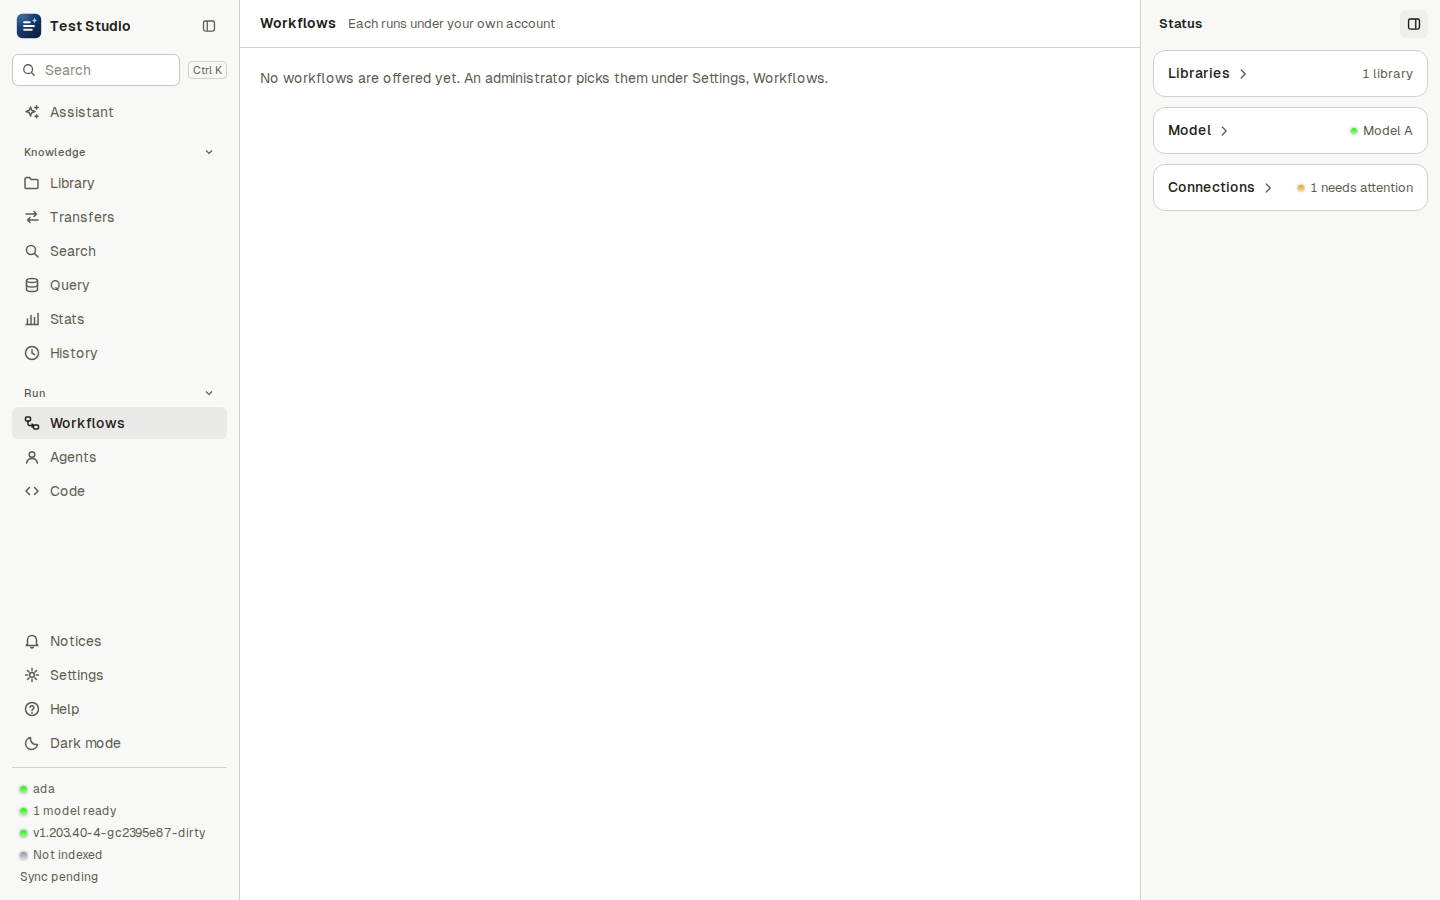 Test Studio
Search
Ctrl K
Assistant
Knowledge
Library
Transfers
Search
Query
Stats
History
Run
Workflows
Agents
Code
Notices
Settings
Help
Dark mode
ada
1 model ready
v1.203.40-4-gc2395e87-dirty
Not indexed
Sync pending
Workflows Each runs under your own account
No workflows are offered yet. An administrator picks them under Settings, Workflows.
Status
Libraries 1 library
Model Model A
Connections 1 needs attention